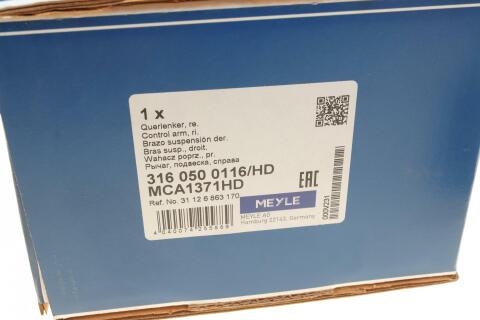 1 x
Querlenker, re.
Control arm, ri.
Brazo suspensión der.
Bras susp., droit.
Wahacz poprz., pr.
Рычаг, подвеска, справа
316 050 0116/HD
MCA1371HD
Ref. No. 31 12 6 863 170
EAC
MEYLE
MEYLE AG
Hamburg 22143, Germany
4040074265869